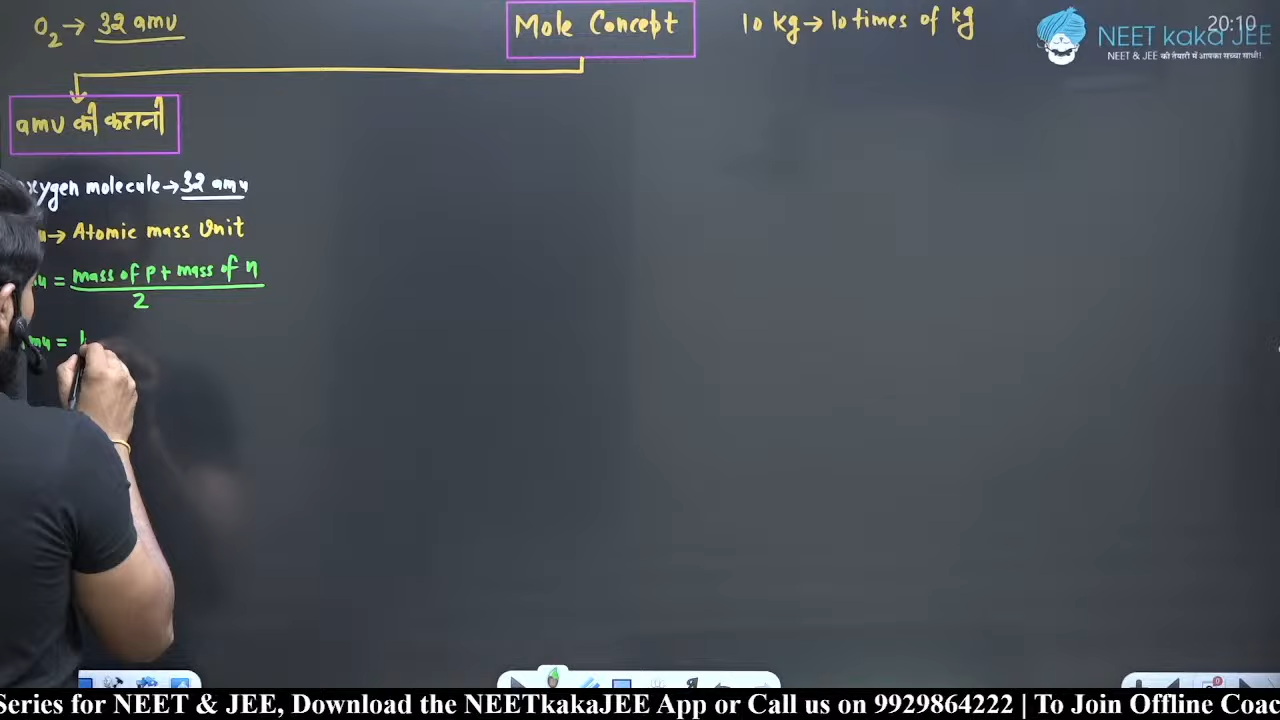 O₂→ 32 amu
Mole Concept
10 kg→10 times of kg
20:10
NEET kaka JEE
NEET & JEE की तैयारी में आपका सच्चा साथी!
amu की कहानी
xygen molecule→32 amu
→ Atomic mass Unit
= mass of p + mass of n
2
mu =
Series for NEET & JEE, Download the NEETkakaJEE App or Call us on 9929864222 | To Join Offline Coac